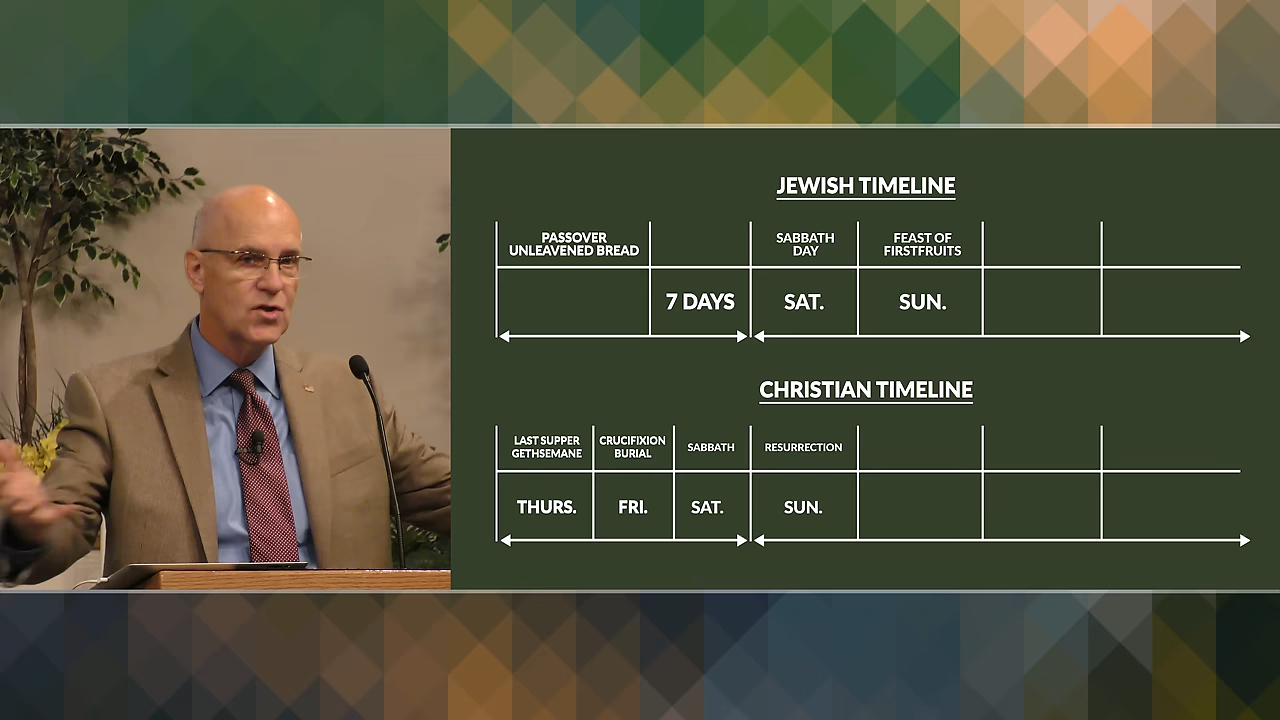 JEWISH TIMELINE
PASSOVER
UNLEAVENED BREAD
SABBATH
DAY
FEAST OF
FIRSTFRUITS
7 DAYS
SAT.
SUN.
CHRISTIAN TIMELINE
LAST SUPPER
GETHSEMANE
CRUCIFIXION
BURIAL
SABBATH
RESURRECTION
THURS.
FRI.
SAT.
SUN.